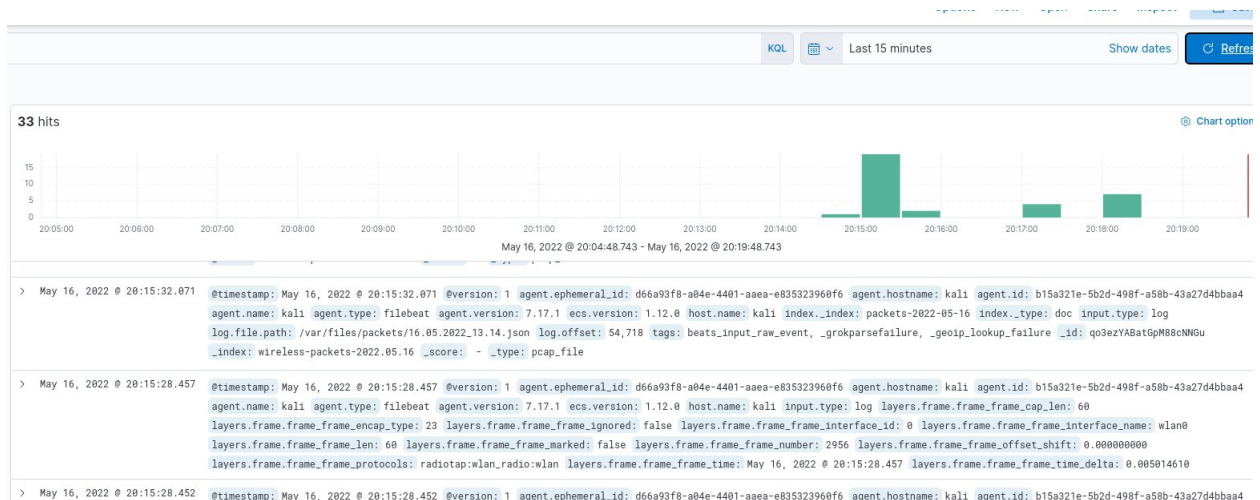 KQL Last 15 minutes Show dates Refres
33 hits
Chart option
15
10
5
0
20:05:00 20:06:00 20:07:00 20:08:00 20:09:00 20:10:00 20:11:00 20:12:00 20:13:00 20:14:00 20:15:00 20:16:00 20:17:00 20:18:00 20:19:00
May 16, 2022 @ 20:04:48.743 - May 16, 2022 @ 20:19:48.743
> May 16, 2022 @ 20:15:32.071 @timestamp: May 16, 2022 @ 20:15:32.071 @version: 1 agent.ephemeral_id: d66a93f8-a04e-4401-aaea-e835323960f6 agent.hostname: kali agent.id: b15a321e-5b2d-498f-a58b-43a27d4bbaa4
agent.name: kali agent.type: filebeat agent.version: 7.17.1 ecs.version: 1.12.0 host.name: kali index._index: packets-2022-05-16 index._type: doc input.type: log
log.file.path: /var/files/packets/16.05.2022_13.14.json log.offset: 54,718 tags: beats_input_raw_event, _grokparsefailure, _geoip_lookup_failure _id: qo3ezYABatGpM88cNNGu
_index: wireless-packets-2022.05.16 _score: - _type: pcap_file
> May 16, 2022 @ 20:15:28.457 @timestamp: May 16, 2022 @ 20:15:28.457 @version: 1 agent.ephemeral_id: d66a93f8-a04e-4401-aaea-e835323960f6 agent.hostname: kali agent.id: b15a321e-5b2d-498f-a58b-43a27d4bbaa4
agent.name: kali agent.type: filebeat agent.version: 7.17.1 ecs.version: 1.12.0 host.name: kali input.type: log layers.frame.frame_frame_cap_len: 60
layers.frame.frame_frame_encap_type: 23 layers.frame.frame_frame_ignored: false layers.frame.frame_frame_interface_id: 0 layers.frame.frame_frame_interface_name: wlan0
layers.frame.frame_frame_len: 60 layers.frame.frame_frame_marked: false layers.frame.frame_frame_number: 2956 layers.frame.frame_frame_offset_shift: 0.000000000
layers.frame.frame_frame_protocols: radiotap:wlan_radio:wlan layers.frame.frame_frame_time: May 16, 2022 @ 20:15:28.457 layers.frame.frame_frame_time_delta: 0.005014610
> May 16, 2022 @ 20:15:28.452 @timestamp: May 16, 2022 @ 20:15:28.452 @version: 1 agent.ephemeral_id: d66a93f8-a04e-4401-aaea-e835323960f6 agent.hostname: kali agent.id: b15a321e-5b2d-498f-a58b-43a27d4bbaa4